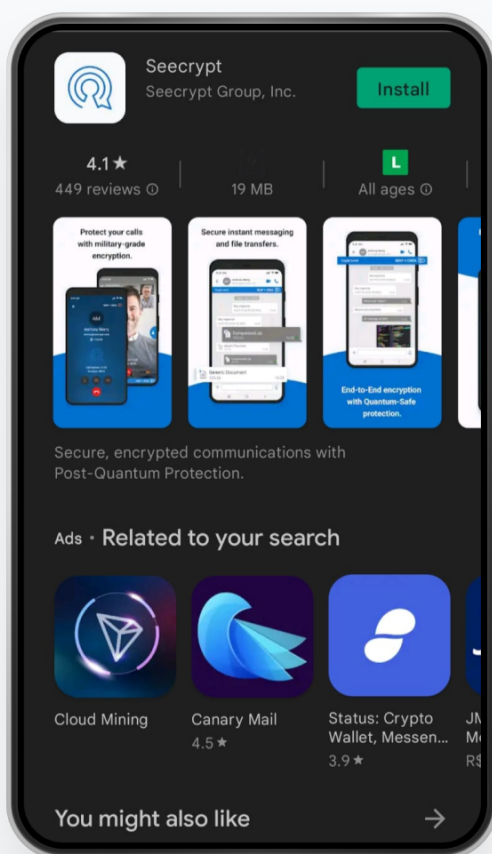 Seecrypt
Seecrypt Group, Inc.
Install
4.1★
449 reviews
19 MB
L
All ages
Protect your calls
with military-grade
encryption.
Secure instant messaging
and file transfers.
Generic Document
End-to-End encryption
with Quantum-Safe
protection.
Secure, encrypted communications with
Post-Quantum Protection.
Ads • Related to your search
Cloud Mining
Canary Mail
4.5★
Status: Crypto
Wallet, Messen...
3.9★
R$
You might also like